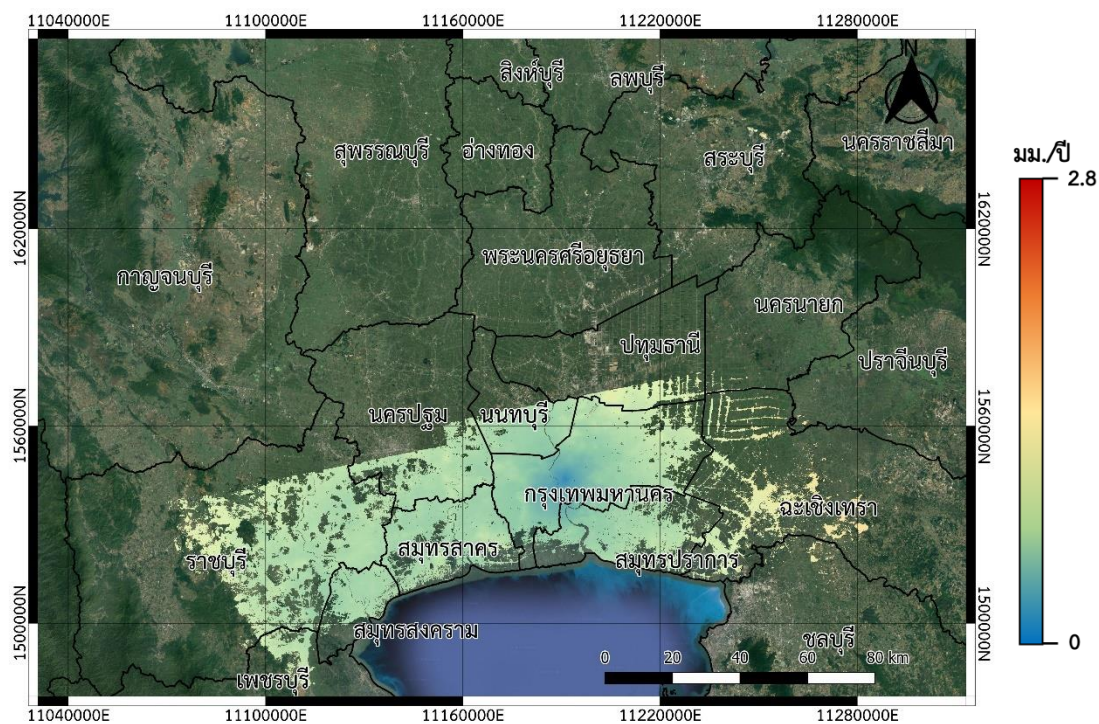 11040000E 11100000E 11160000E 11220000E 11280000E
สิงห์บุรี
ลพบุรี
N
สุพรรณบุรี
อ่างทอง
สระบุรี
นครราชสีมา
มม./ปี
2.8
1620000N
1620000N
พระนครศรีอยุธยา
กาญจนบุรี
นครนายก
ปทุมธานี
ปราจีนบุรี
นครปฐม
นนทบุรี
1560000N
1560000N
กรุงเทพมหานคร
ฉะเชิงเทรา
สมุทรสาคร
สมุทรปราการ
ราชบุรี
1500000N
1500000N
สมุทรสงคราม
ชลบุรี
0
0 20 40 60 80 km
เพชรบุรี
11040000E 11100000E 11160000E 11220000E 11280000E